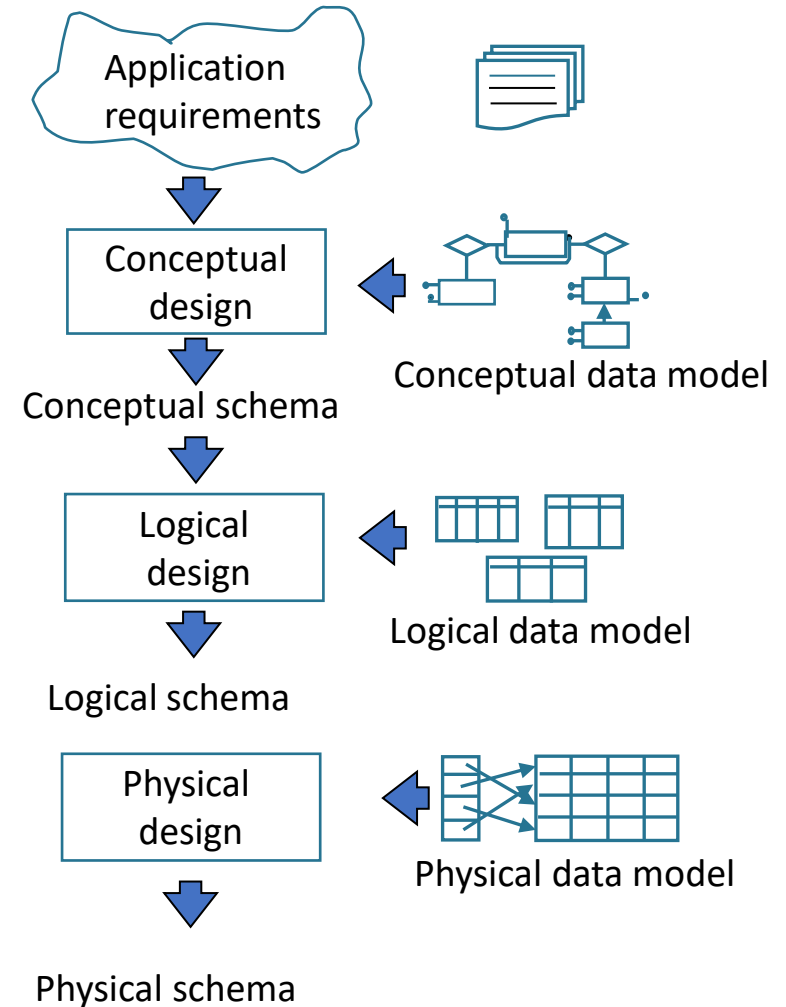 Application
requirements
Conceptual
design
Conceptual data model
Conceptual schema
Logical
design
Logical data model
Logical schema
Physical
design
Physical data model
Physical schema